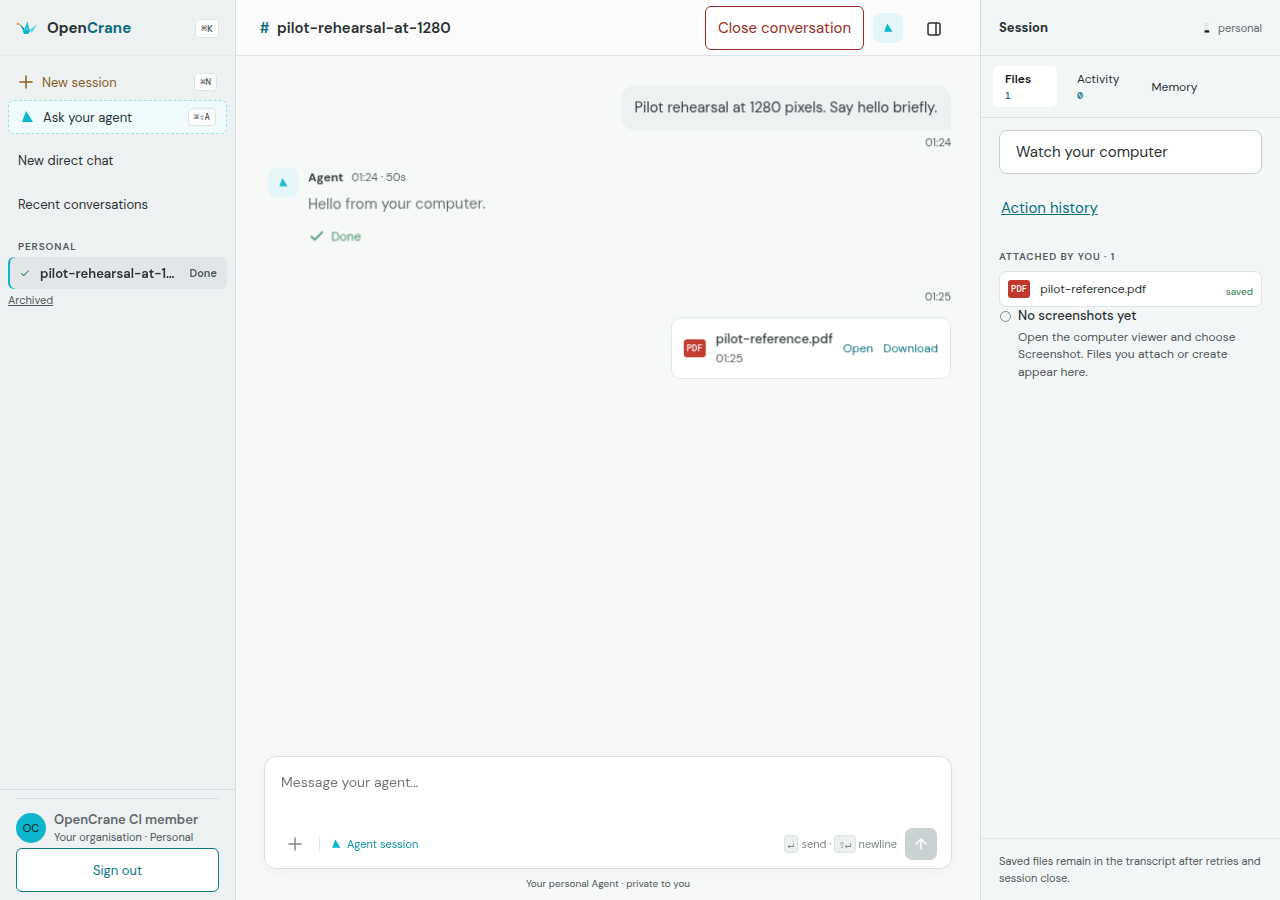 OpenCrane
⌘K
New session
⌘N
Ask your agent
⌘⇧A
New direct chat
Recent conversations
PERSONAL
pilot-rehearsal-at-1…
Done
Archived
OC
OpenCrane CI member
Your organisation · Personal
Sign out
# pilot-rehearsal-at-1280
Close conversation
Pilot rehearsal at 1280 pixels. Say hello briefly.
01:24
Agent 01:24 · 50s
Hello from your computer.
Done
01:25
PDF
pilot-reference.pdf
01:25
Open Download
Message your agent…
Agent session
↵ send · ⇧↵ newline
Your personal Agent · private to you
Session
personal
Files
1
Activity
0
Memory
Watch your computer
Action history
ATTACHED BY YOU · 1
PDF pilot-reference.pdf saved
No screenshots yet
Open the computer viewer and choose
Screenshot. Files you attach or create
appear here.
Saved files remain in the transcript after retries and
session close.